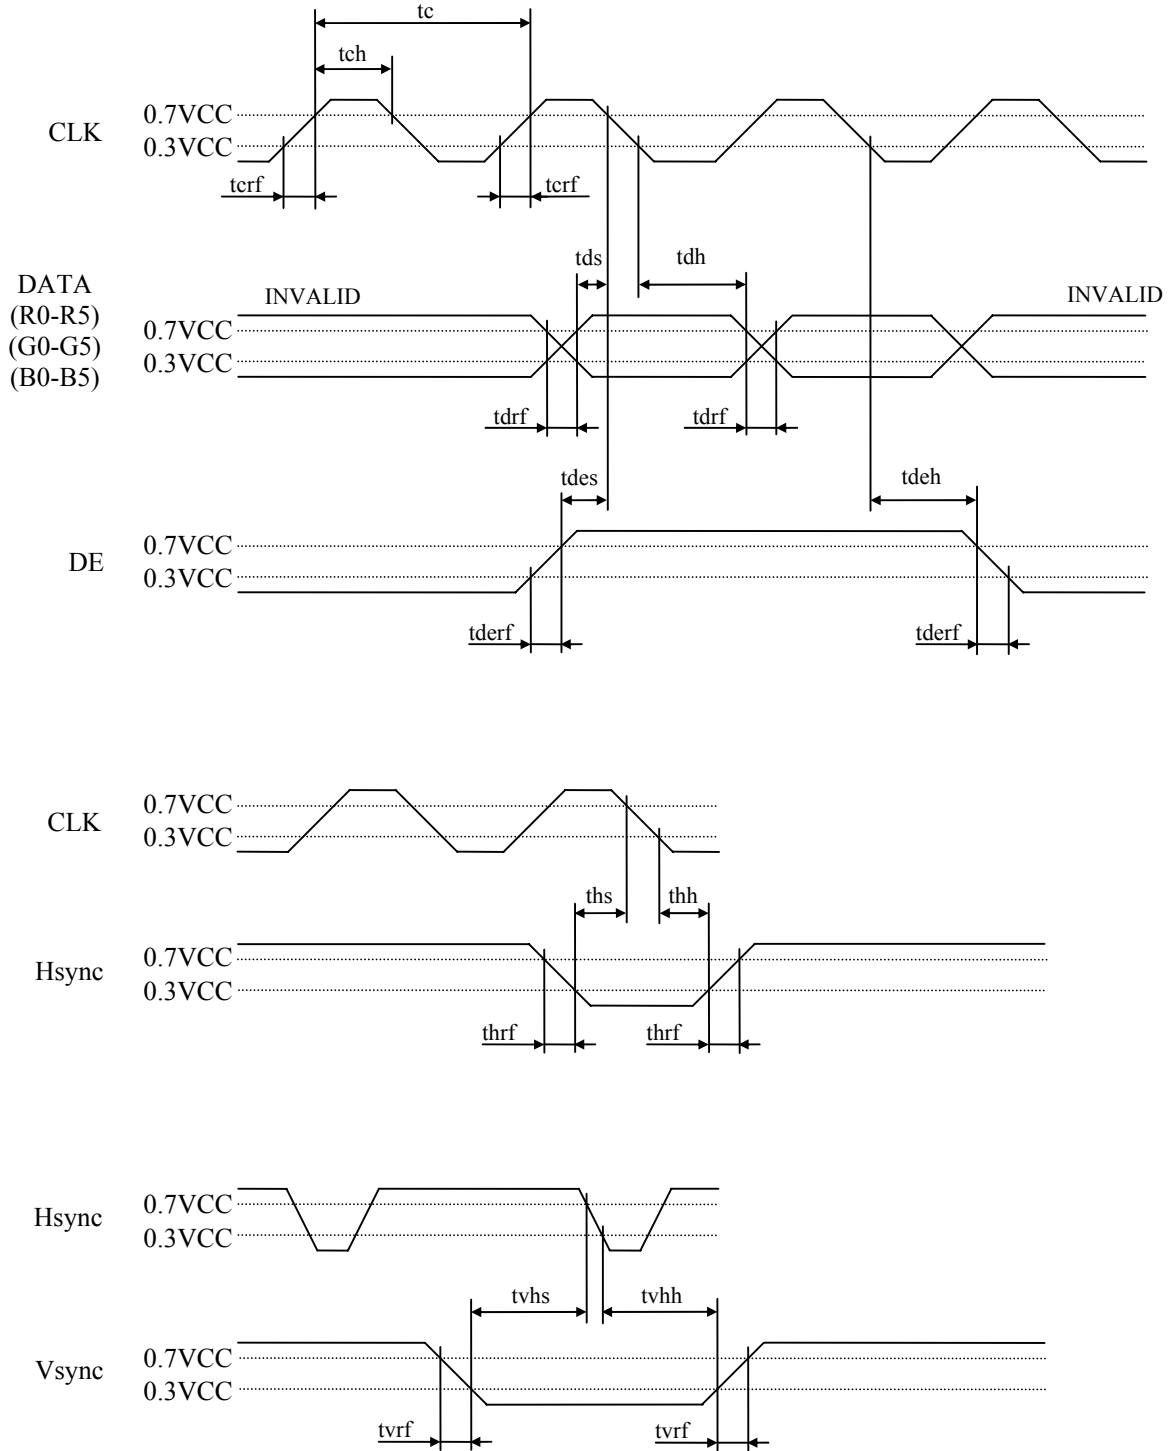 tc
tch
0.7VCC
CLK
0.3VCC
tcrf tcrf
tds tdh
DATA
INVALID INVALID
(R0-R5)
0.7VCC
(G0-G5)
0.3VCC
(B0-B5)
tdrf tdrf
tdes tdeh
0.7VCC
DE
0.3VCC
tderf tderf
0.7VCC
CLK
0.3VCC
ths thh
0.7VCC
Hsync
0.3VCC
thrf thrf
0.7VCC
Hsync
0.3VCC
tvhs tvhh
0.7VCC
Vsync
0.3VCC
tvrf tvrf